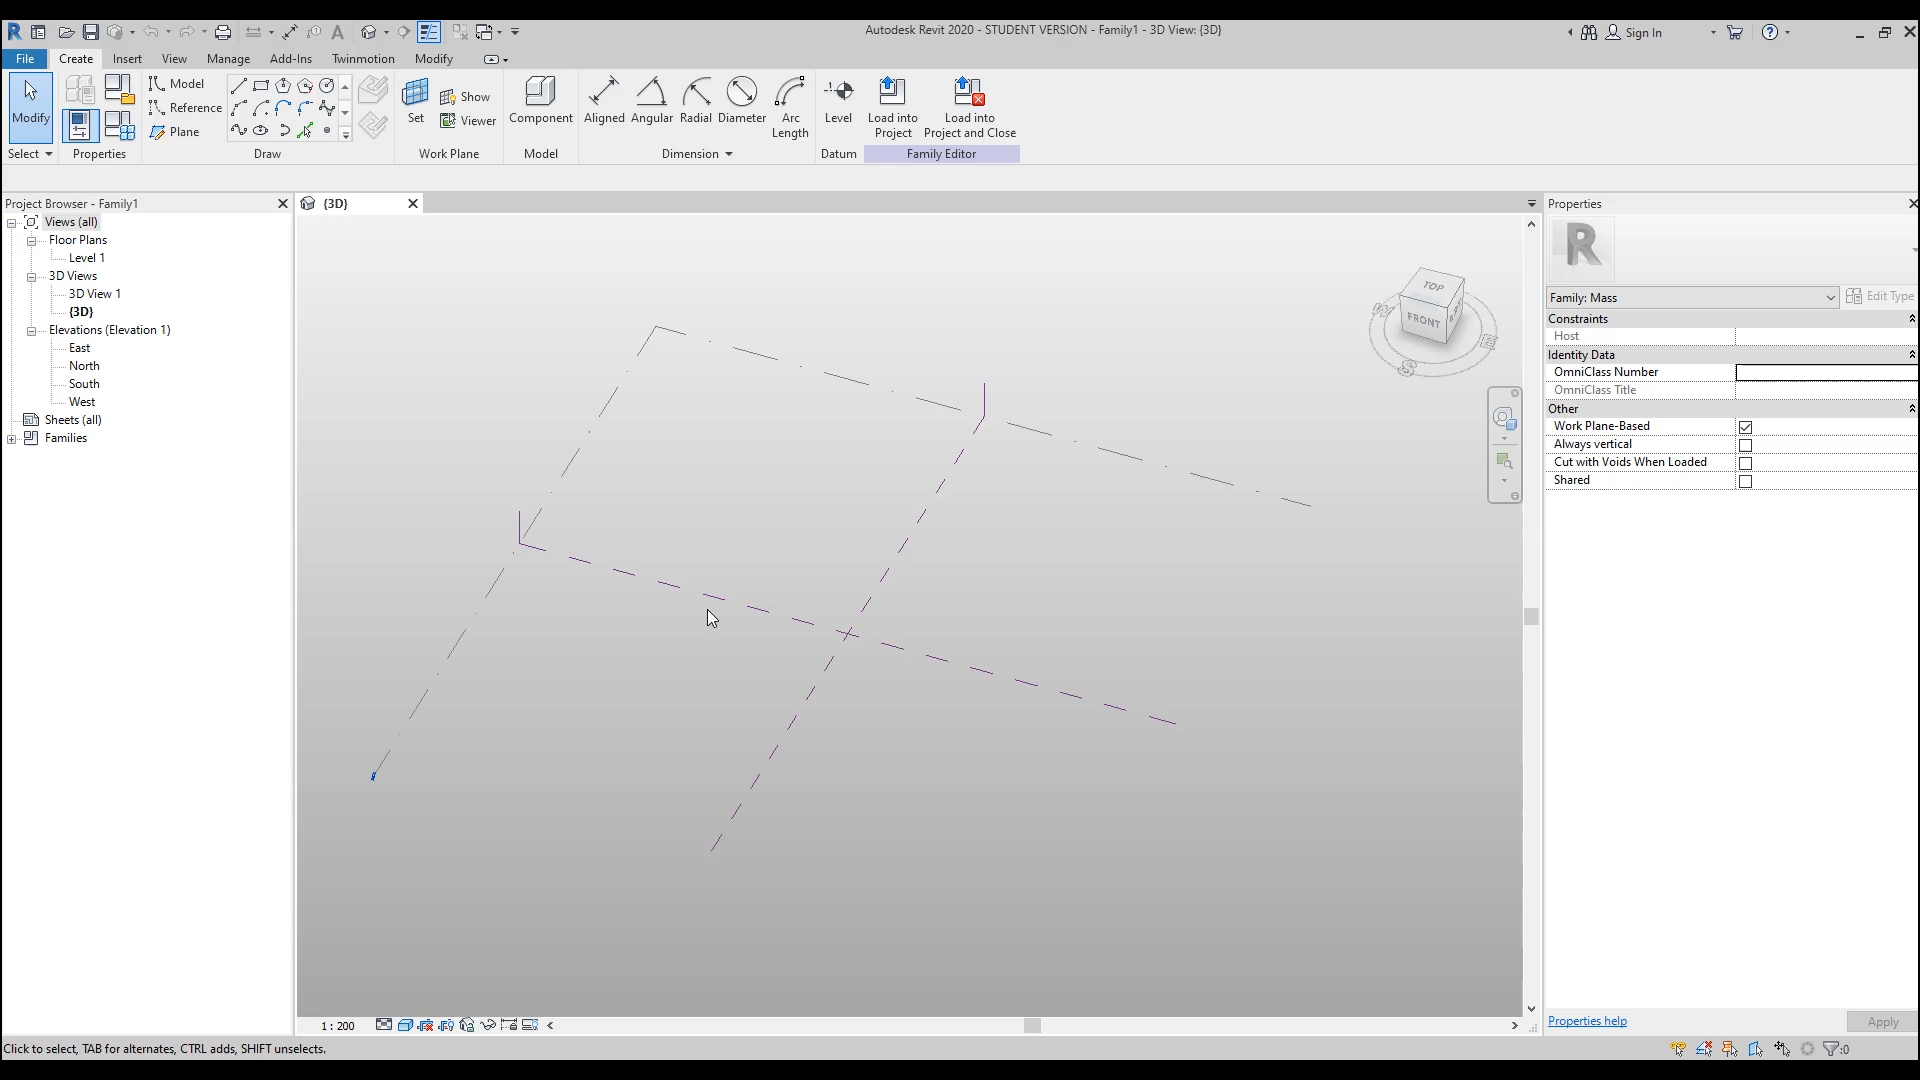 Autodesk Revit 2020 - STUDENT VERSION - Family1 - 3D View: {3D}
Sign In
File Create Insert View Manage Add-Ins Twinmotion Modify
Modify
Model
Reference
Plane
Set
Show
Viewer
Component
Aligned
Angular
Radial
Diameter
Arc
Length
Level
Load into
Project
Load into
Project and Close
Select
Properties
Draw
Work Plane
Model
Dimension
Datum
Family Editor
Project Browser - Family1
Views (all)
Floor Plans
Level 1
3D Views
3D View 1
{3D}
Elevations (Elevation 1)
East
North
South
West
Sheets (all)
Families
{3D}
TOP
FRONT
W
S
E
Properties
R
Family: Mass
Edit Type
Constraints
Host
Identity Data
OmniClass Number
OmniClass Title
Other
Work Plane-Based
Always vertical
Cut with Voids When Loaded
Shared
Properties help
Apply
1 : 200
Click to select, TAB for alternates, CTRL adds, SHIFT unselects.
:0